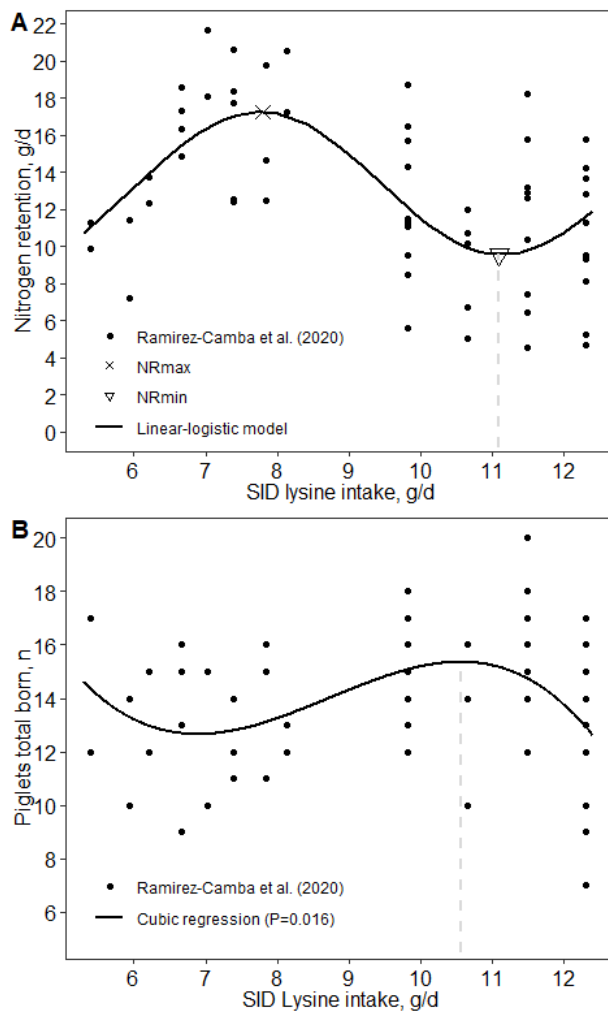 A
22
20
18
16
14
12
10
8
6
4
2
0
Nitrogen retention, g/d
Ramirez-Camba et al. (2020)
NRmax
NRmin
Linear-logistic model
6 7 8 9 10 11 12
SID lysine intake, g/d
B
20
18
16
14
12
10
8
6
Piglets total born, n
Ramirez-Camba et al. (2020)
Cubic regression (P=0.016)
6 7 8 9 10 11 12
SID Lysine intake, g/d